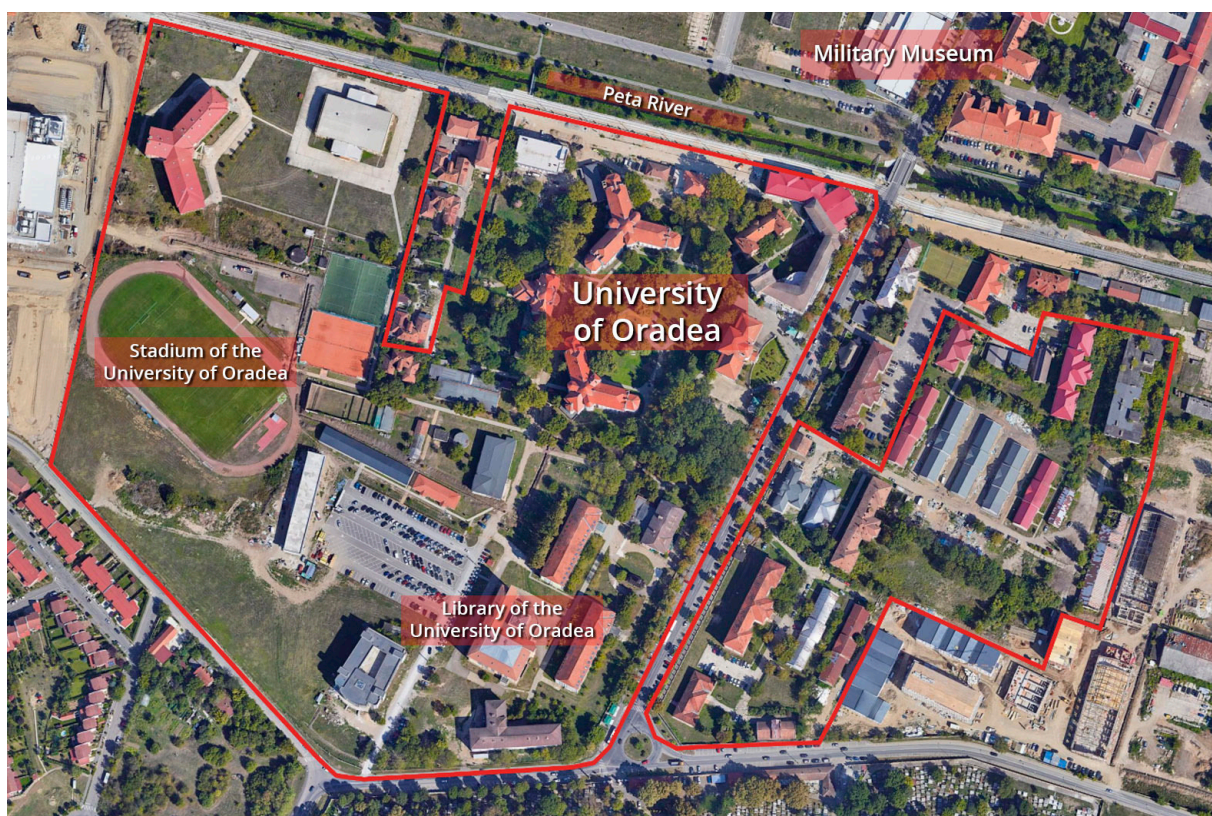 Military Museum
Peta River
University
of Oradea
Stadium of the
University of Oradea
Library of the
University of Oradea